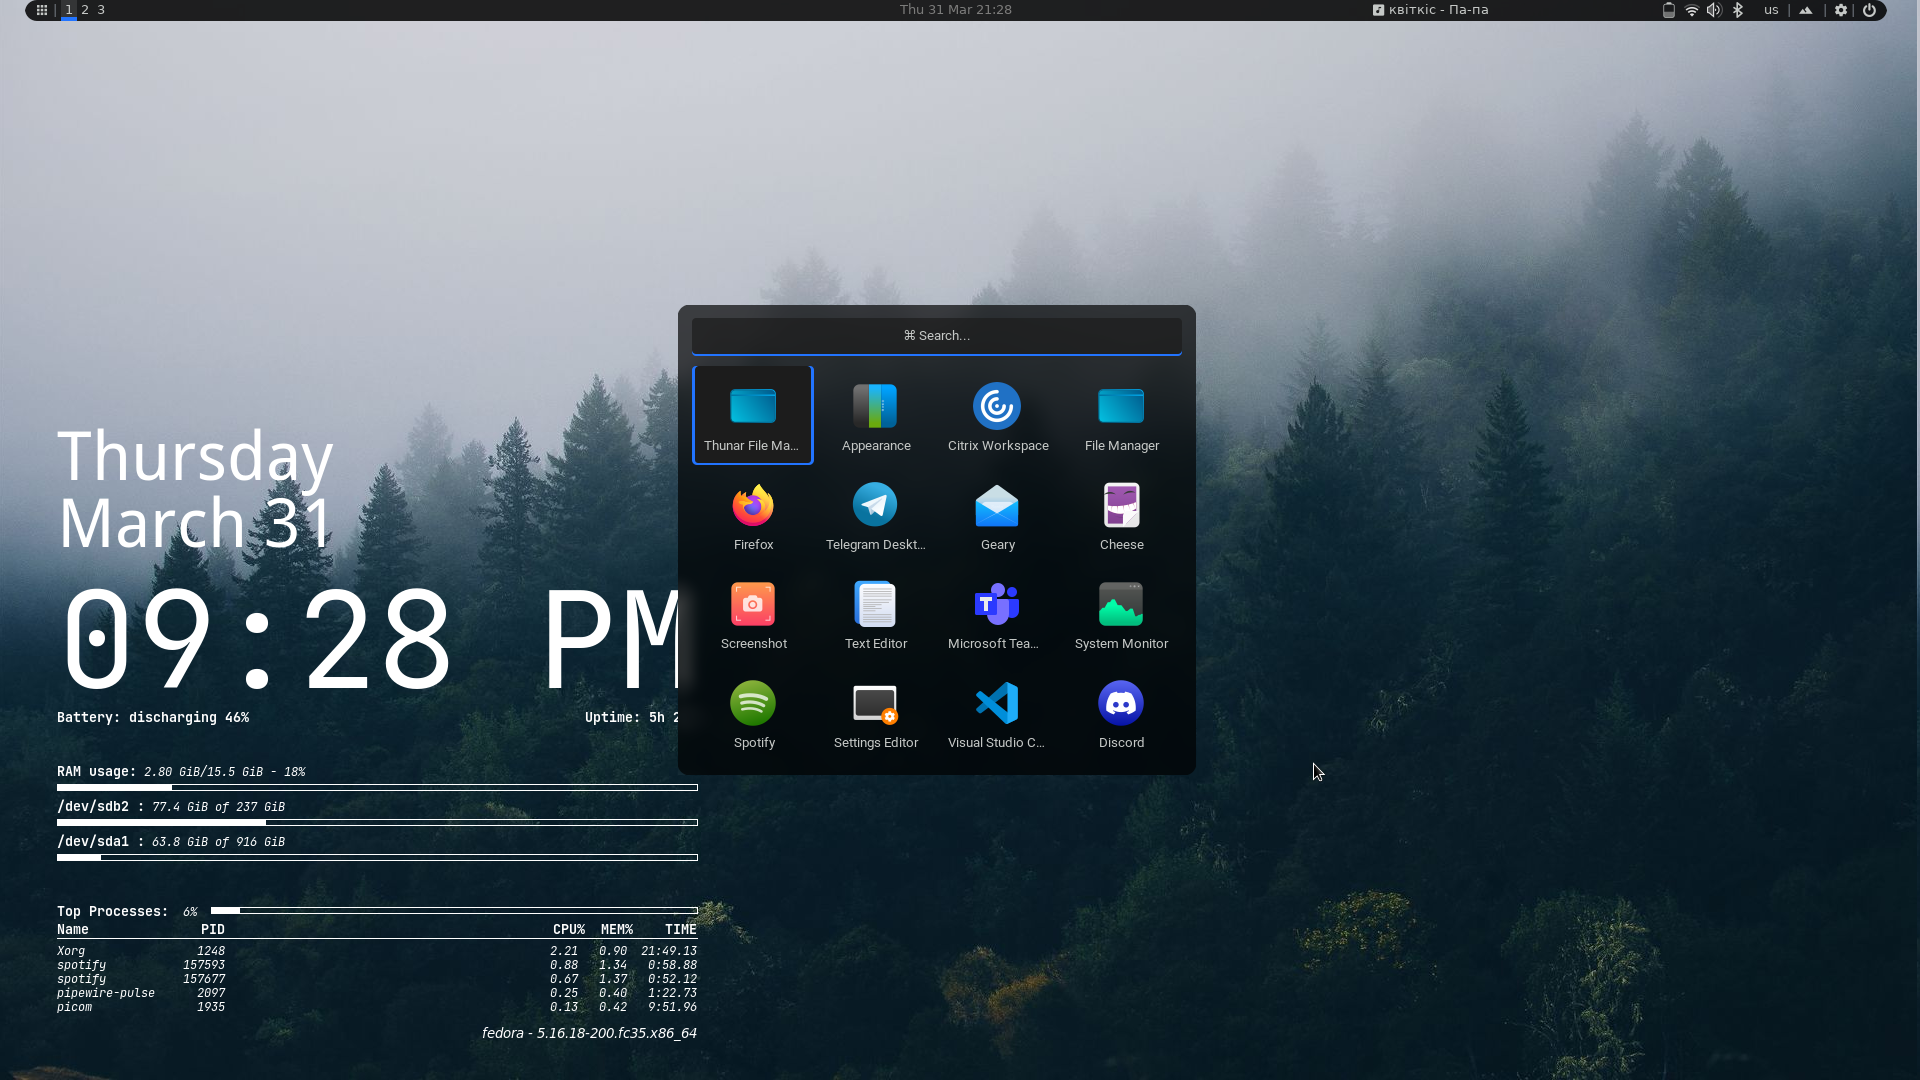 1 2 3
Thu 31 Mar 21:28
квіткіс - Па-па
us
Search...
Thunar File Ma...
Appearance
Citrix Workspace
File Manager
Firefox
Telegram Deskt...
Geary
Cheese
Screenshot
Text Editor
Microsoft Tea...
System Monitor
Spotify
Settings Editor
Visual Studio C...
Discord
Thursday
March 31
09:28 PM
Battery: discharging 46%
Uptime: 5h 2
RAM usage: 2.80 GiB/15.5 GiB - 18%
/dev/sdb2 : 77.4 GiB of 237 GiB
/dev/sda1 : 63.8 GiB of 916 GiB
Top Processes: 6%
Name PID CPU% MEM% TIME
Xorg 1248 2.21 0.90 21:49.13
spotify 157593 0.88 1.34 0:58.88
spotify 157677 0.67 1.37 0:52.12
pipewire-pulse 2097 0.25 0.40 1:22.73
picom 1935 0.13 0.42 9:51.96
fedora - 5.16.18-200.fc35.x86_64